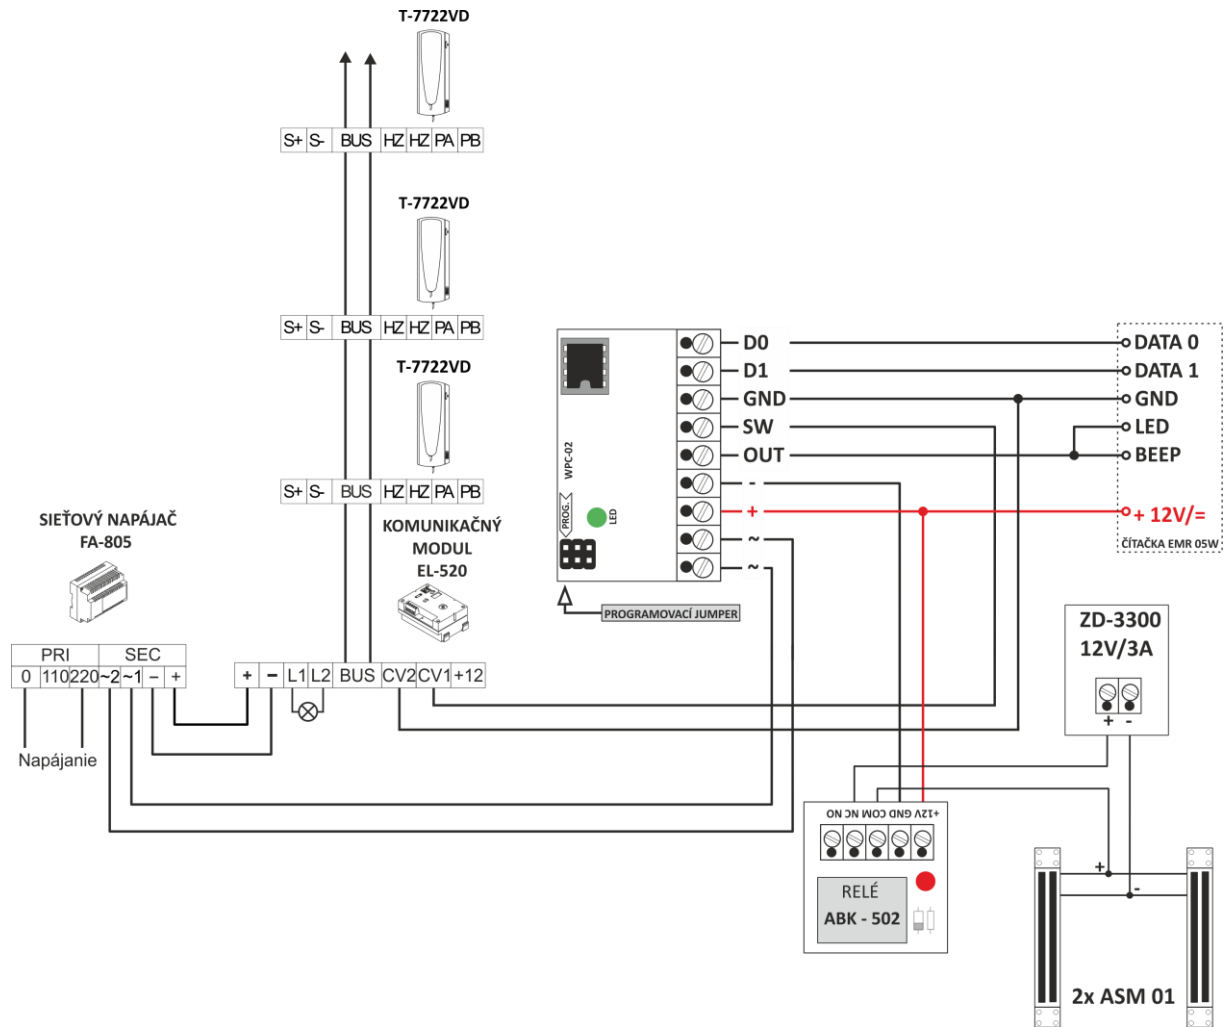 T-7722VD
S+ S- BUS HZ HZ PA PB
T-7722VD
S+ S- BUS HZ HZ PA PB
T-7722VD
S+ S- BUS HZ HZ PA PB
SIEŤOVÝ NAPÁJAČ
FA-805
KOMUNIKAČNÝ
MODUL
EL-520
PRI SEC
0 110 220 ~2 ~1 – +
Napájanie
+ – L1 L2 BUS CV2 CV1 +12
WPC-02
PROG.
LED
D0
D1
GND
SW
OUT
-
+
~
~
PROGRAMOVACÍ JUMPER
DATA 0
DATA 1
GND
LED
BEEP
+ 12V/=
ČÍTAČKA EMR 05W
ZD-3300
12V/3A
+ -
+12V GND COM NC NO
RELÉ
ABK - 502
+
-
2x ASM 01